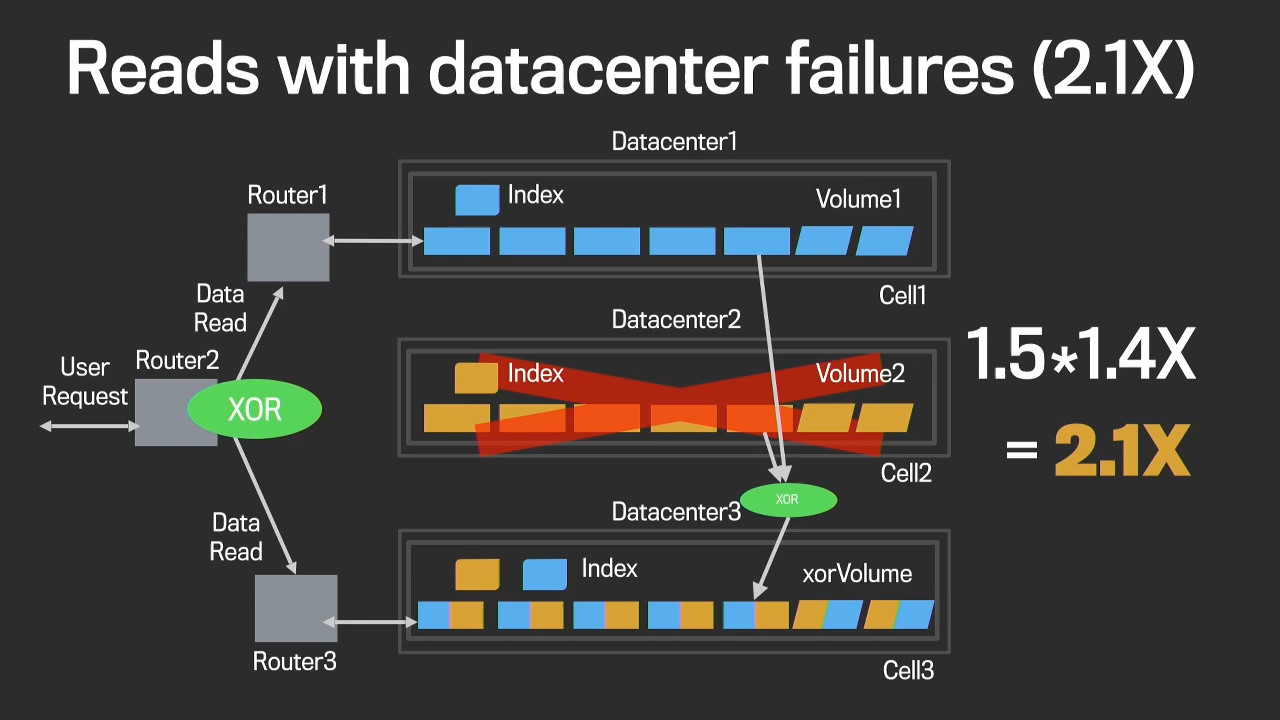 Reads with datacenter failures (2.1X)
Datacenter1
Router1
Index
Volume1
Data
Read
Cell1
Datacenter2
User
Request
Router2
XOR
Index
Volume2
Cell2
1.5*1.4X
= 2.1X
Datacenter3
XOR
Data
Read
Index
xorVolume
Router3
Cell3